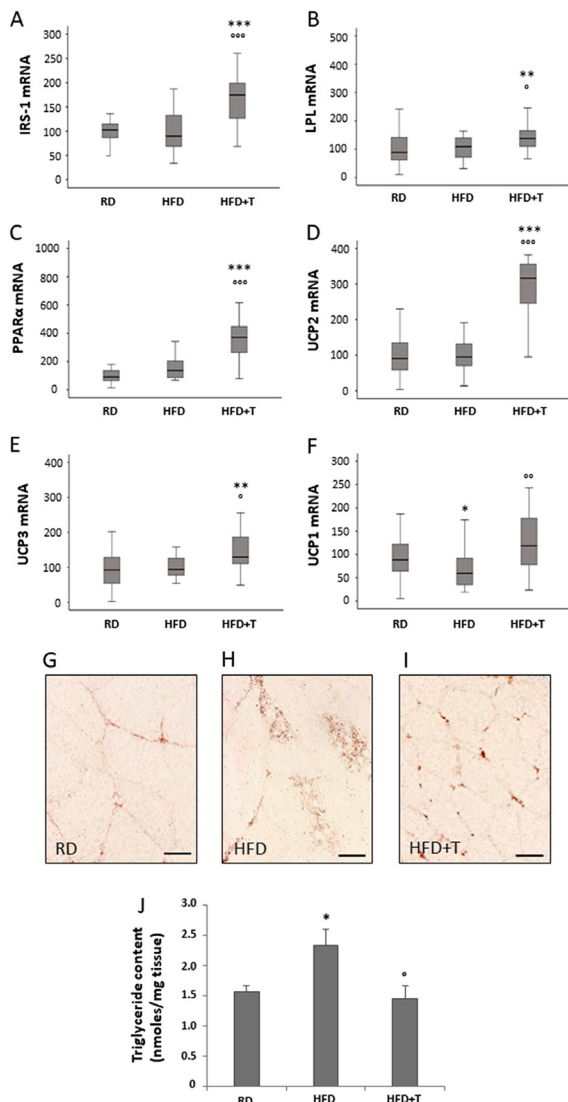 A
IRS-1 mRNA
300
250
200
150
100
50
0
***
°°°
RD HFD HFD+T
B
LPL mRNA
500
400
300
200
100
0
**
°
RD HFD HFD+T
C
PPARα mRNA
1000
800
600
400
200
0
***
°°°
RD HFD HFD+T
D
UCP2 mRNA
400
300
200
100
0
***
°°°
RD HFD HFD+T
E
UCP3 mRNA
400
300
200
100
0
**
°
RD HFD HFD+T
F
UCP1 mRNA
300
250
200
150
100
50
0
*
°°
RD HFD HFD+T
G
RD
H
HFD
I
HFD+T
J
Triglyceride content
(nmoles/mg tissue)
3.0
2.5
2.0
1.5
1.0
0.5
0
*
°
RD HFD HFD+T